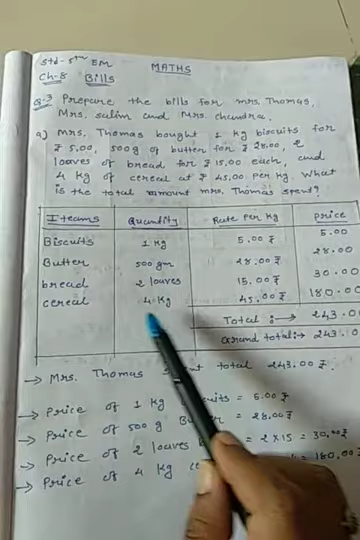 Std- 5th EM
MATHS
Ch-8 Bills
Q-3 Prepare the bills for mrs. Thomas,
Mrs. Salim and Mrs. Chandra.
a) Mrs. Thomas bought 1 kg biscuits for
₹ 5.00, 500g of butter for ₹ 28.00, 2
loaves of bread for ₹ 15.00 each, and
4 kg of cereal at ₹ 45.00 per kg. What
is the total amount mrs. Thomas spent?
Iteams Quantity Rate per kg price
Biscuits 1 kg 5.00 ₹ 5.00
Butter 500 gm 28.00 ₹ 28.00
bread 2 loaves 15.00 ₹ 30.00
cereal 4 kg 45.00 ₹ 180.00
Total :→ 243.00
Grand total:→ 243.0
→ Mrs. Thomas total 243.00 ₹.
→ Price of 1 kg = 5.00 ₹
→ Price of 500 g = 28.00 ₹
→ Price of 2 loaves = 2 × 15 = 30.00 ₹
→ Price of 4 kg 180.00